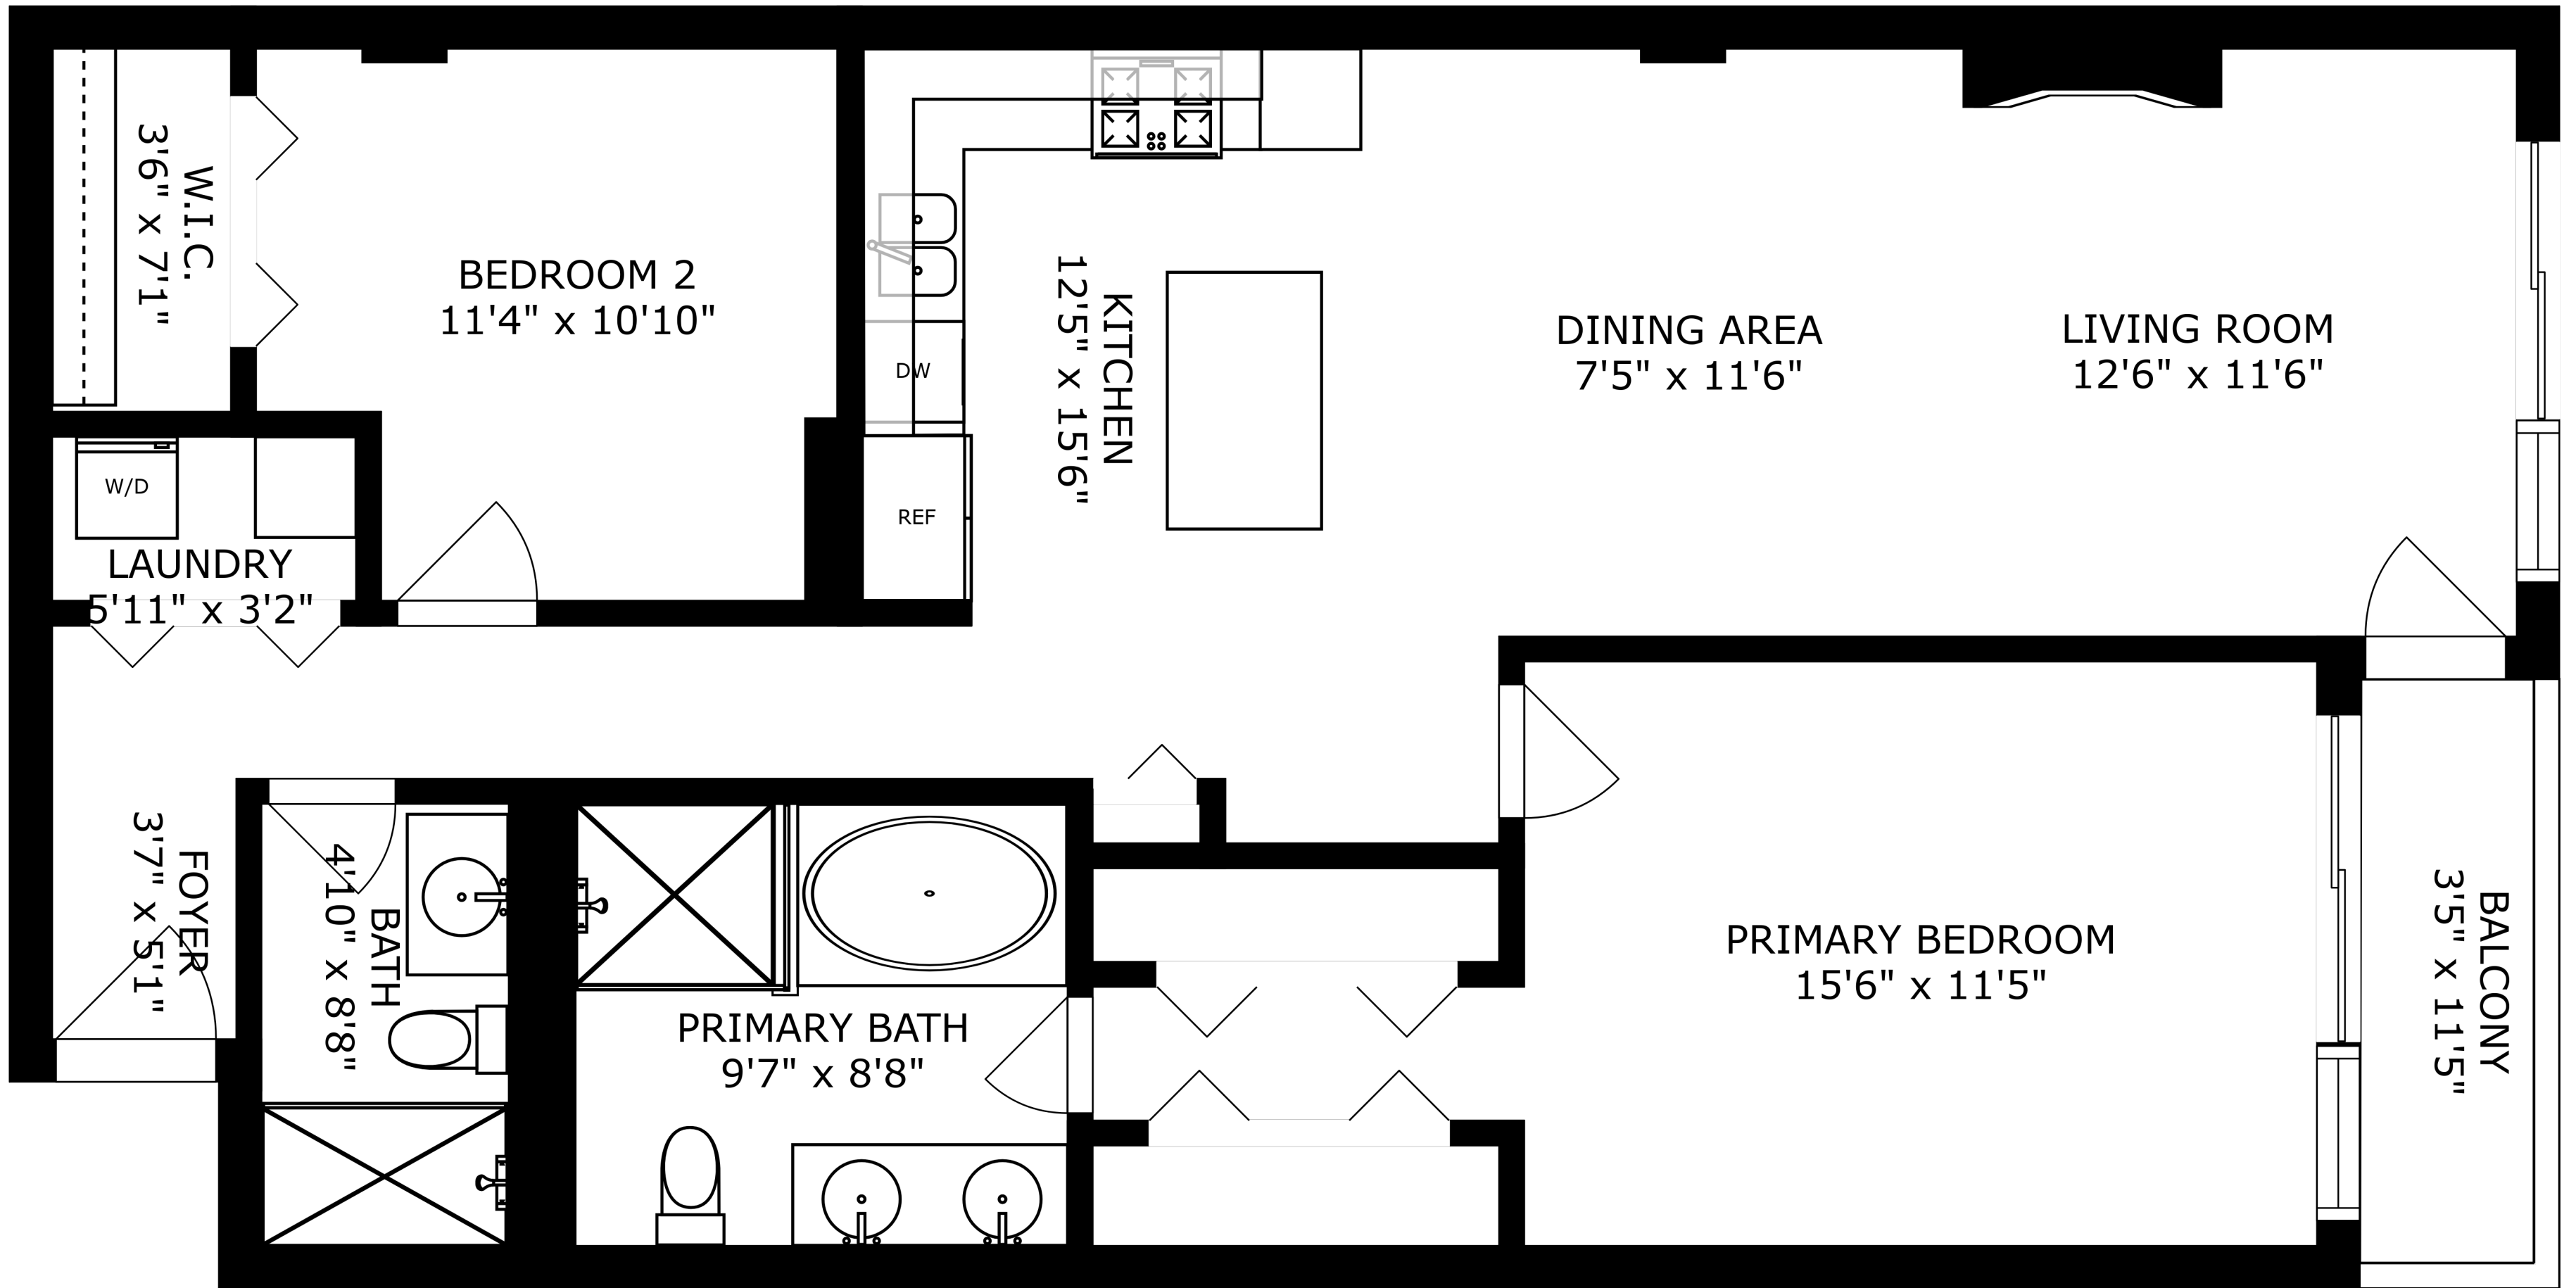 W.I.C.
3'6" x 7'1"
BEDROOM 2
11'4" x 10'10"
KITCHEN
12'5" x 15'6"
DW
REF
DINING AREA
7'5" x 11'6"
LIVING ROOM
12'6" x 11'6"
W/D
LAUNDRY
5'11" x 3'2"
FOYER
3'7" x 5'1"
BATH
4'10" x 8'8"
PRIMARY BATH
9'7" x 8'8"
PRIMARY BEDROOM
15'6" x 11'5"
BALCONY
3'5" x 11'5"